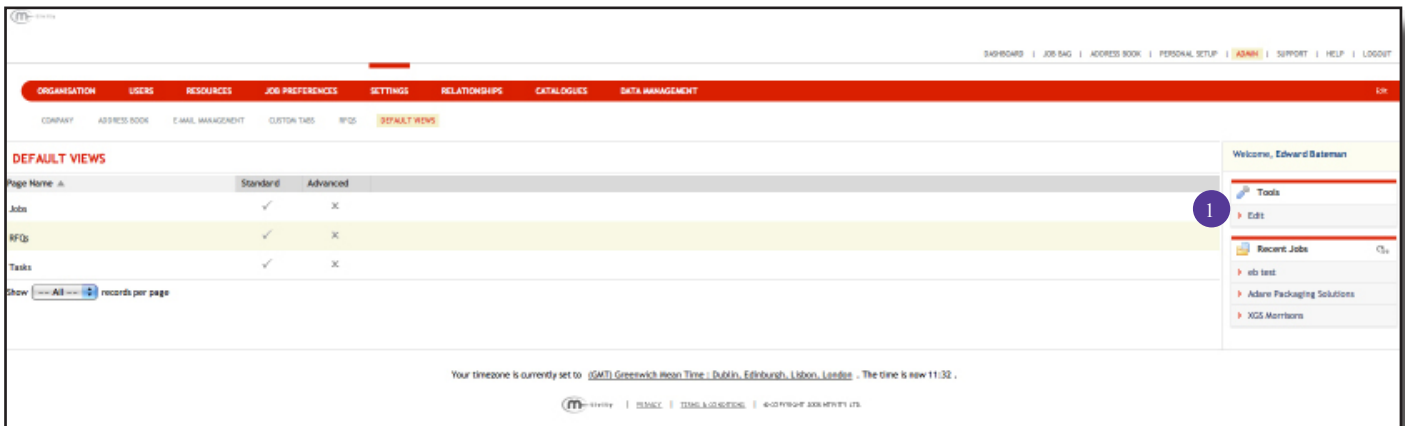 DASHBOARD | JOB BAG | ADDRESS BOOK | PERSONAL SETUP | ADMIN | SUPPORT | HELP | LOGOUT
ORGANISATION USERS RESOURCES JOB PREFERENCES SETTINGS RELATIONSHIPS CATALOGUES DATA MANAGEMENT Edit
COMPANY ADDRESS BOOK E-MAIL MANAGEMENT CUSTOM TABS RFQS DEFAULT VIEWS
DEFAULT VIEWS
Welcome, Edward Bateman
Page Name Standard Advanced
Tools
Jobs ✓ ✕
1
Edit
RFQs ✓ ✕
Recent Jobs
Tasks ✓ ✕
eb test
Show --- All --- records per page
Adare Packaging Solutions
XGS Morrisons
Your timezone is currently set to (GMT) Greenwich Mean Time : Dublin, Edinburgh, Lisbon, London . The time is now 11:32 .
| PRIVACY | TERMS & CONDITIONS | © COPYRIGHT